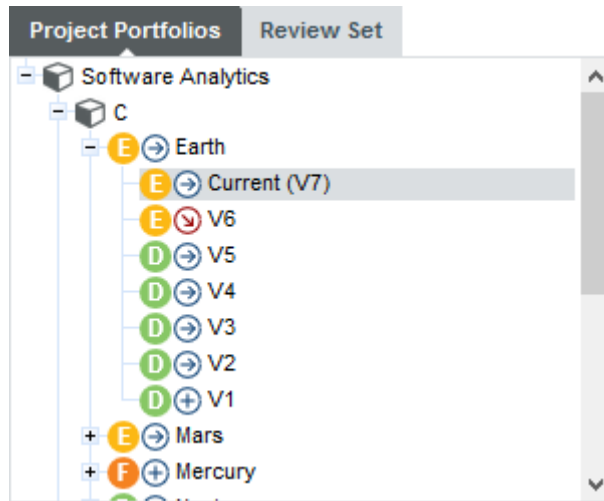 Project Portfolios Review Set
Software Analytics
C
E Earth
E Current (V7)
E V6
D V5
D V4
D V3
D V2
D V1
E Mars
F Mercury